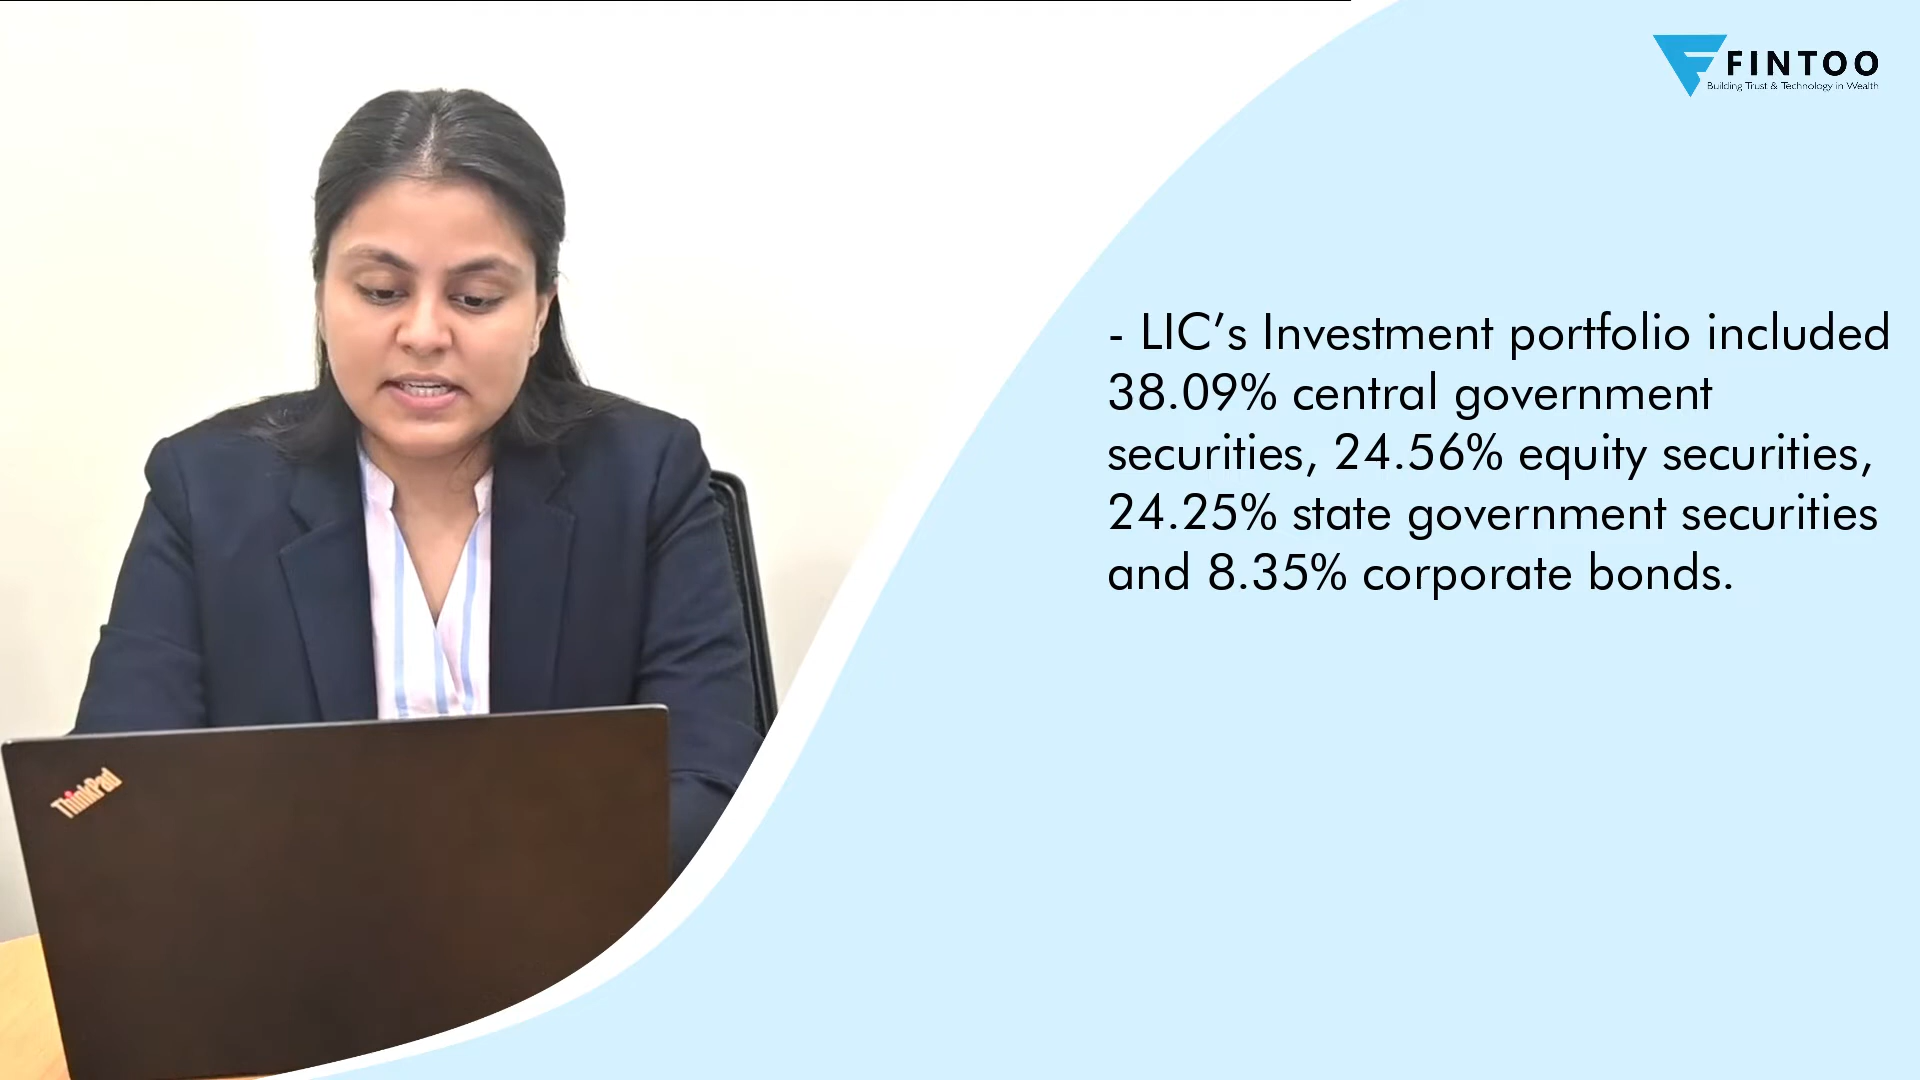 FINTOO
Building Trust & Technology in Wealth
- LIC’s Investment portfolio included
38.09% central government
securities, 24.56% equity securities,
24.25% state government securities
and 8.35% corporate bonds.
ThinkPad